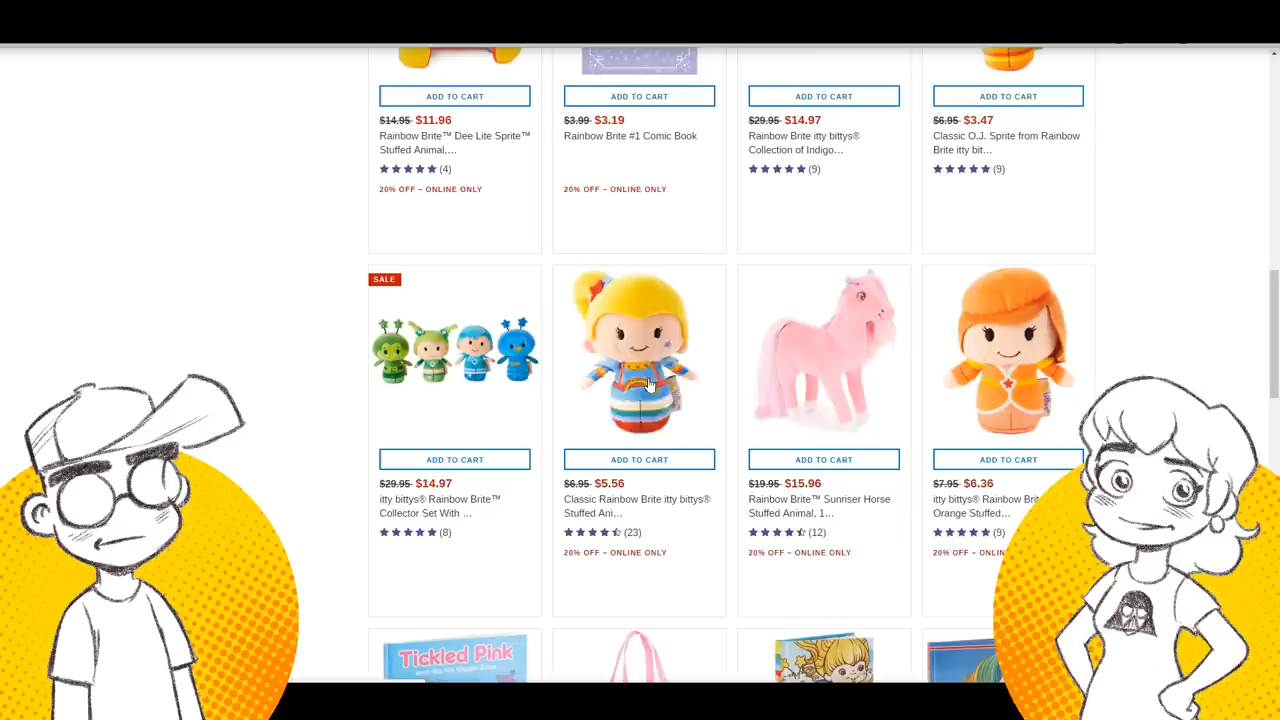 ADD TO CART
$14.95 $11.96
Rainbow Brite™ Dee Lite Sprite™
Stuffed Animal,…
(4)
20% OFF – ONLINE ONLY
ADD TO CART
$3.99 $3.19
Rainbow Brite #1 Comic Book
20% OFF – ONLINE ONLY
ADD TO CART
$29.95 $14.97
Rainbow Brite itty bittys®
Collection of Indigo…
(9)
ADD TO CART
$6.95 $3.47
Classic O.J. Sprite from Rainbow
Brite itty bit…
(9)
SALE
ADD TO CART
$29.95 $14.97
itty bittys® Rainbow Brite™
Collector Set With …
(8)
ADD TO CART
$6.95 $5.56
Classic Rainbow Brite itty bittys®
Stuffed Ani…
(23)
20% OFF – ONLINE ONLY
ADD TO CART
$19.95 $15.96
Rainbow Brite™ Sunriser Horse
Stuffed Animal, 1…
(12)
20% OFF – ONLINE ONLY
ADD TO CART
$7.95 $6.36
itty bittys® Rainbow Bri
Orange Stuffed…
(9)
20% OFF – ONLIN
Tickled Pink